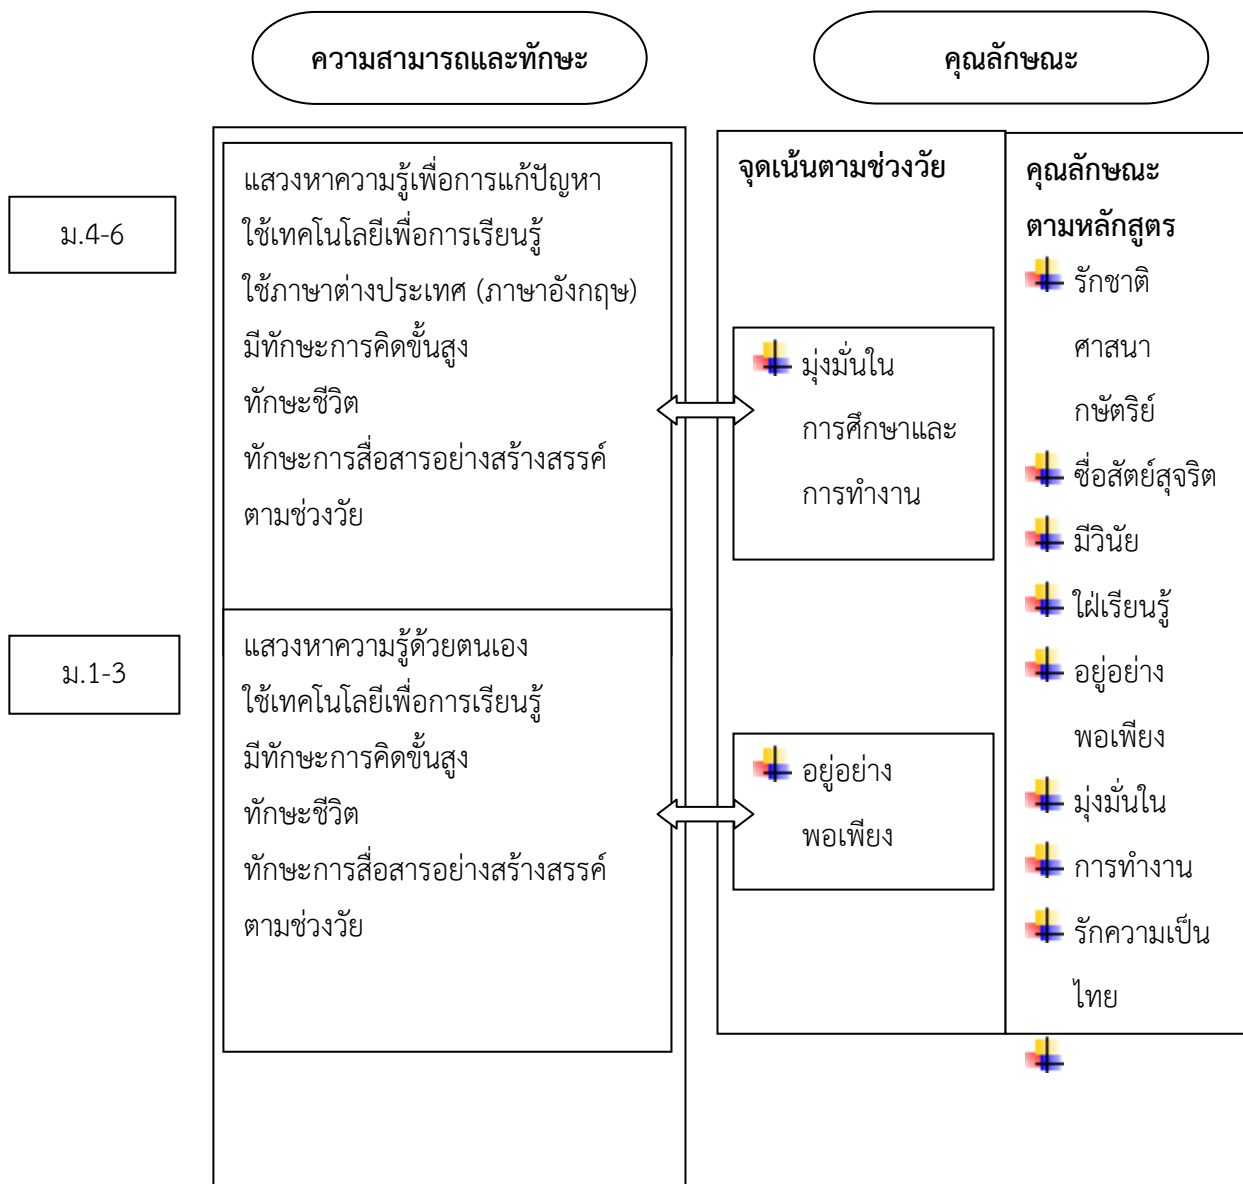 ความสามารถและทักษะ
คุณลักษณะ
ม.4-6
แสวงหาความรู้เพื่อการแก้ปัญหา
ใช้เทคโนโลยีเพื่อการเรียนรู้
ใช้ภาษาต่างประเทศ (ภาษาอังกฤษ)
มีทักษะการคิดขั้นสูง
ทักษะชีวิต
ทักษะการสื่อสารอย่างสร้างสรรค์
ตามช่วงวัย
ม.1-3
แสวงหาความรู้ด้วยตนเอง
ใช้เทคโนโลยีเพื่อการเรียนรู้
มีทักษะการคิดขั้นสูง
ทักษะชีวิต
ทักษะการสื่อสารอย่างสร้างสรรค์
ตามช่วงวัย
จุดเน้นตามช่วงวัย
มุ่งมั่นใน
การศึกษาและ
การทำงาน
อยู่อย่าง
พอเพียง
คุณลักษณะ
ตามหลักสูตร
รักชาติ
ศาสนา
กษัตริย์
ซื่อสัตย์สุจริต
มีวินัย
ใฝ่เรียนรู้
อยู่อย่าง
พอเพียง
มุ่งมั่นใน
การทำงาน
รักความเป็น
ไทย